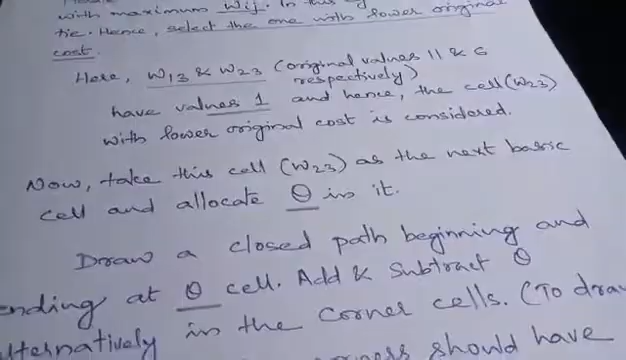 with maximum Wij. In this
tie. Hence, select the one with lower original
cost.
Here, W13 & W23 (original values 11 & 6
respectively)
have values 1 and hence, the cell (W23)
with lower original cost is considered.
Now, take this cell (W23) as the next basic
cell and allocate θ in it.
Draw a closed path beginning and
ending at θ cell. Add & Subtract θ
alternatively in the corner cells. (To draw
should have